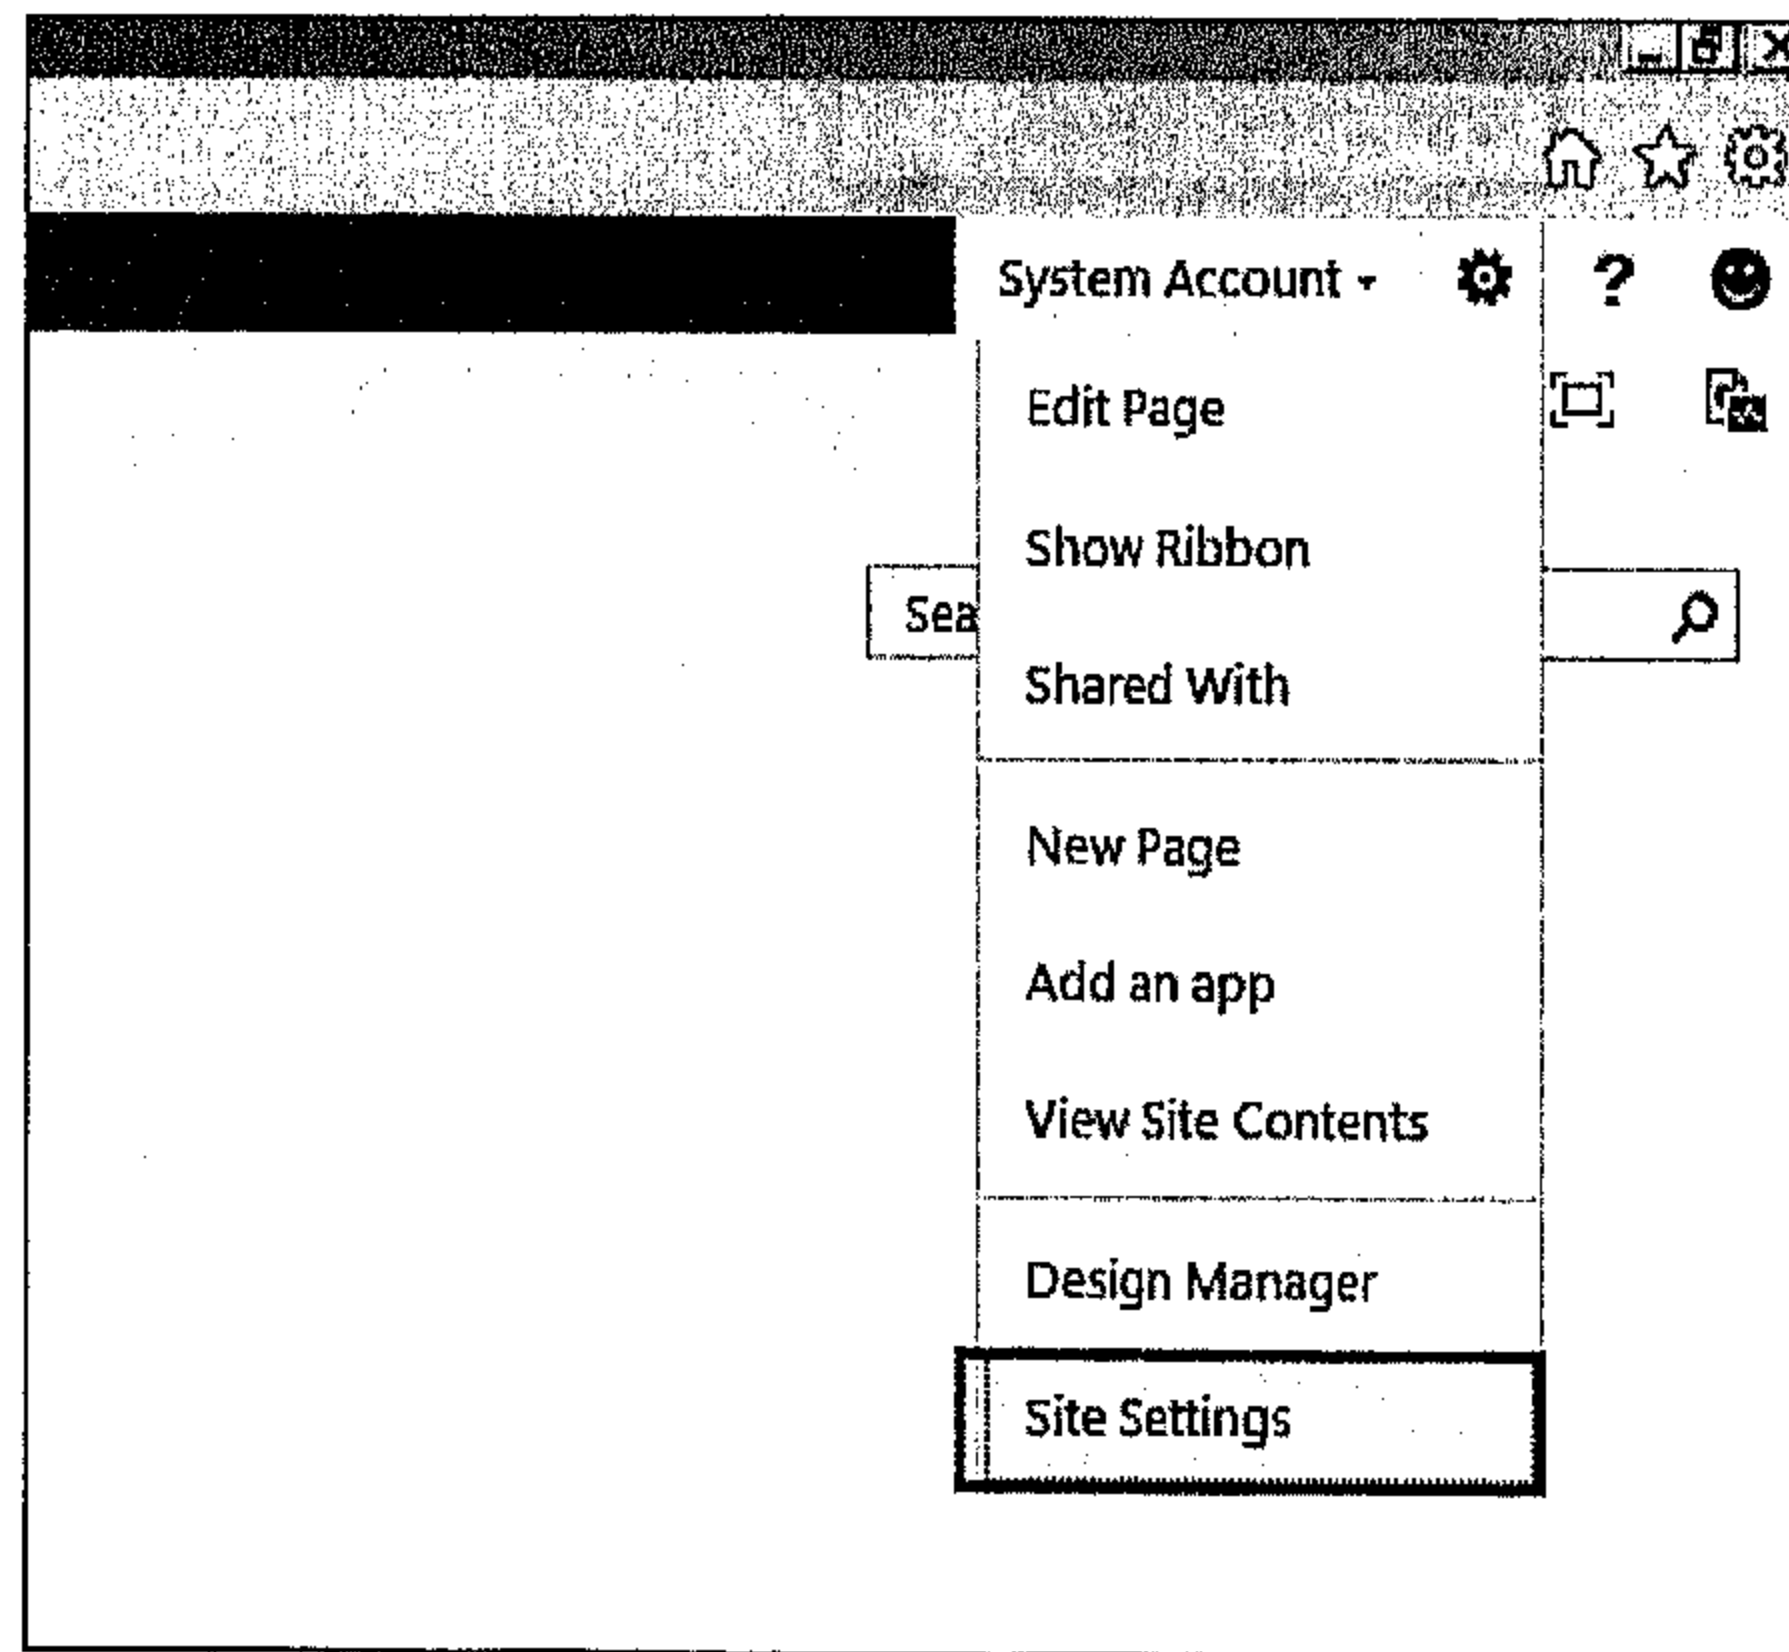 System Account
?
Edit Page
Show Ribbon
Sea
Shared With
New Page
Add an app
View Site Contents
Design Manager
Site Settings